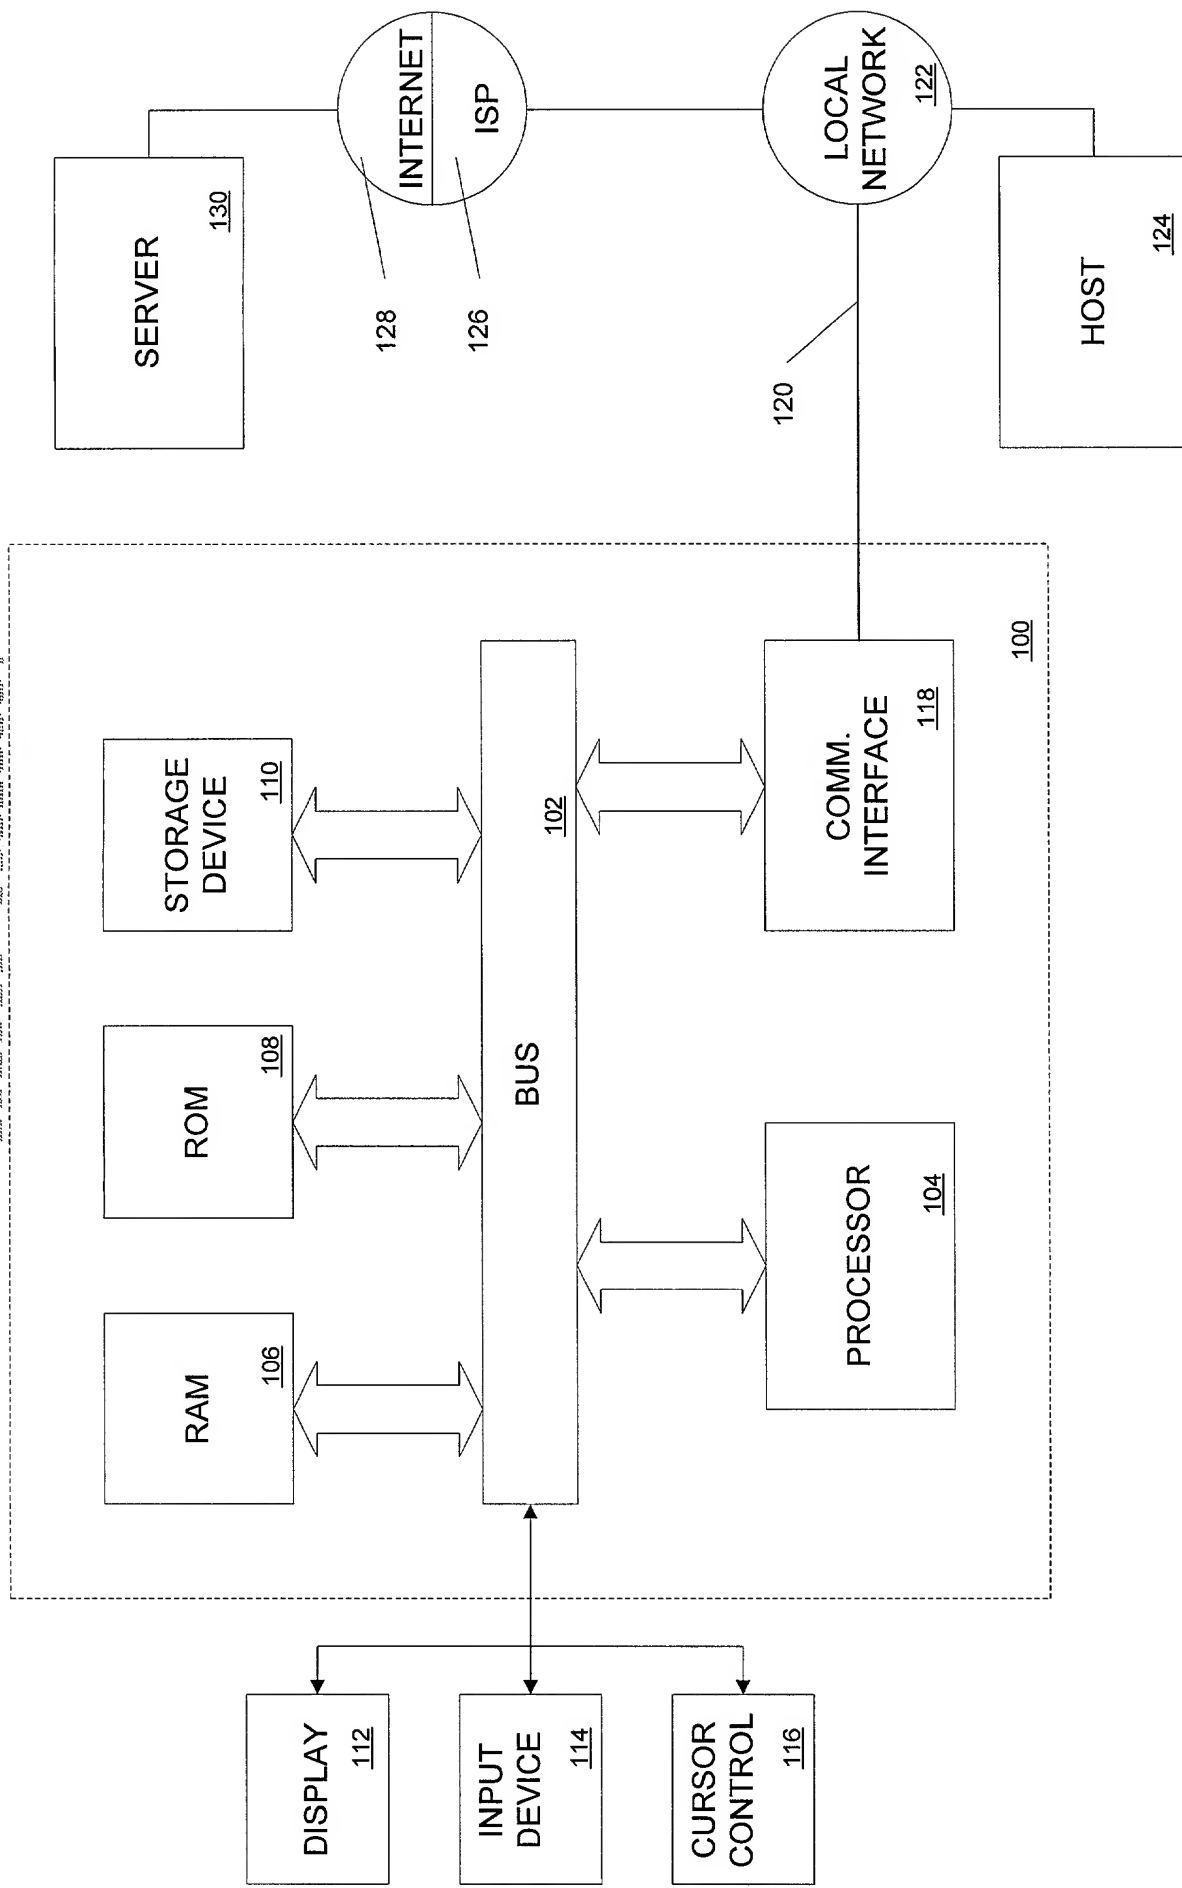 DISPLAY
112
INPUT
DEVICE
114
CURSOR
CONTROL
116
RAM
106
ROM
108
STORAGE
DEVICE
110
BUS
102
PROCESSOR
104
COMM.
INTERFACE
118
100
SERVER
130
INTERNET
ISP
128
126
LOCAL
NETWORK
122
120
HOST
124